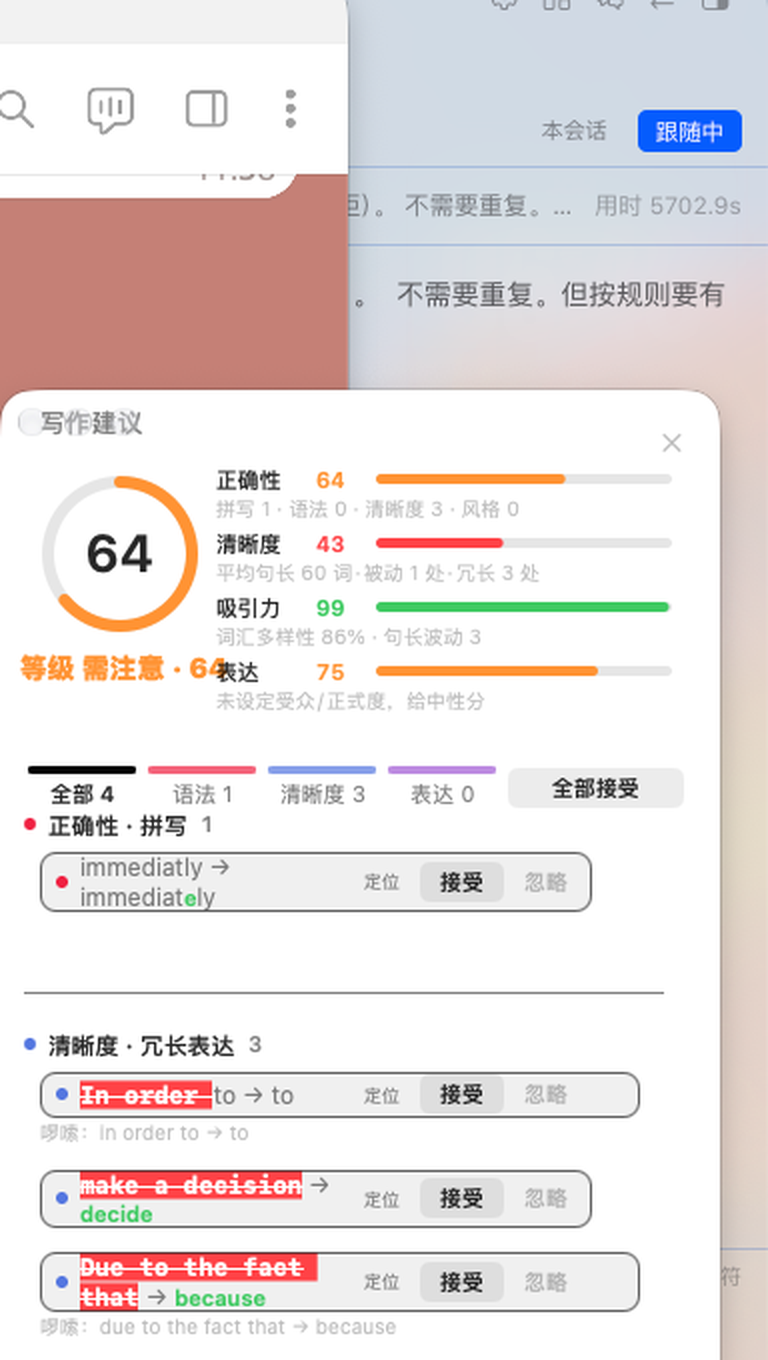 本会话 跟随中
不需要重复。... 用时 5702.9s
。 不需要重复。但按规则要有
写作建议
64
等级 需注意 · 64
正确性 64
拼写 1 · 语法 0 · 清晰度 3 · 风格 0
清晰度 43
平均句长 60 词·被动 1 处·冗长 3 处
吸引力 99
词汇多样性 86% · 句长波动 3
表达 75
未设定受众/正式度，给中性分
全部 4 语法 1 清晰度 3 表达 0 全部接受
正确性 · 拼写 1
immediatly →
immediately
定位 接受 忽略
清晰度 · 冗长表达 3
In order to → to 定位 接受 忽略
啰嗦：in order to → to
make a decision →
decide
定位 接受 忽略
Due to the fact
that → because
定位 接受 忽略
啰嗦：due to the fact that → because
符